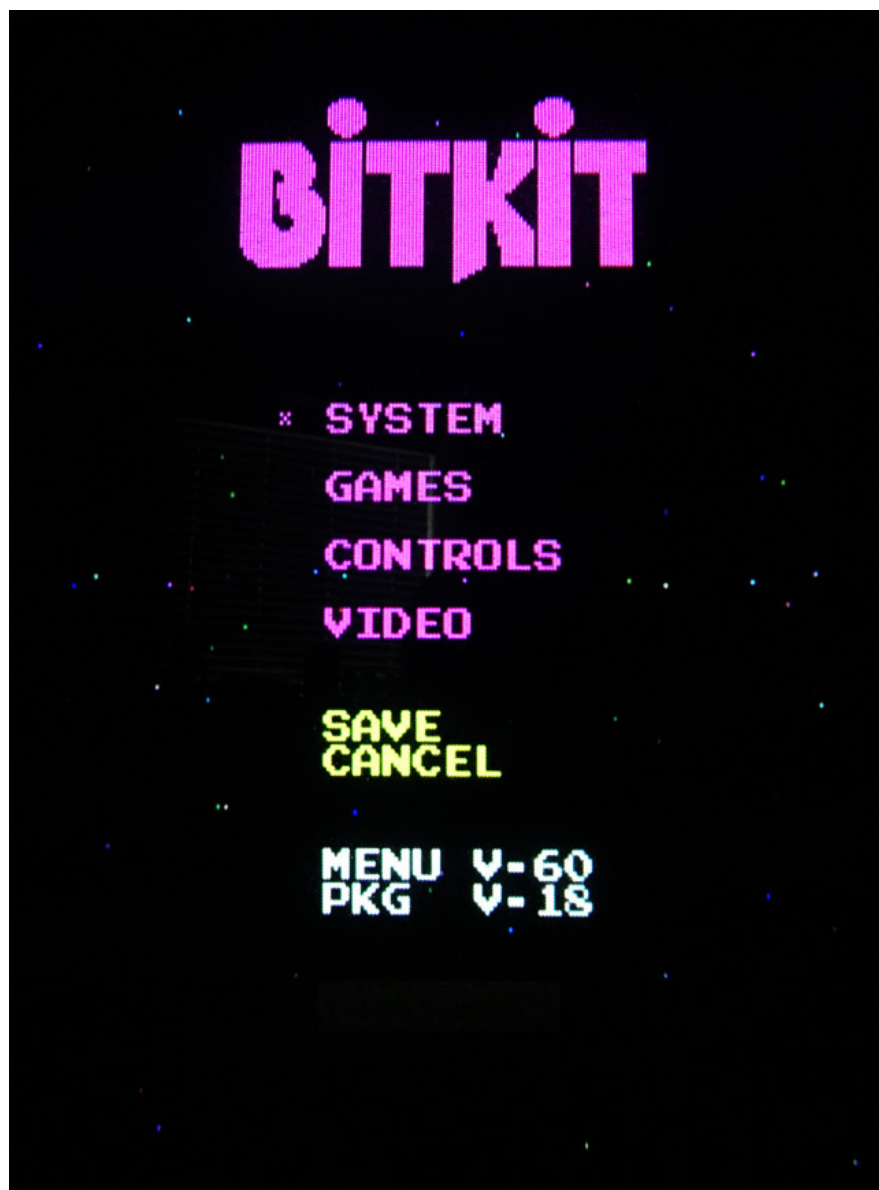 BITKIT
x SYSTEM
GAMES
CONTROLS
VIDEO
SAVE
CANCEL
MENU V-60
PKG V-18